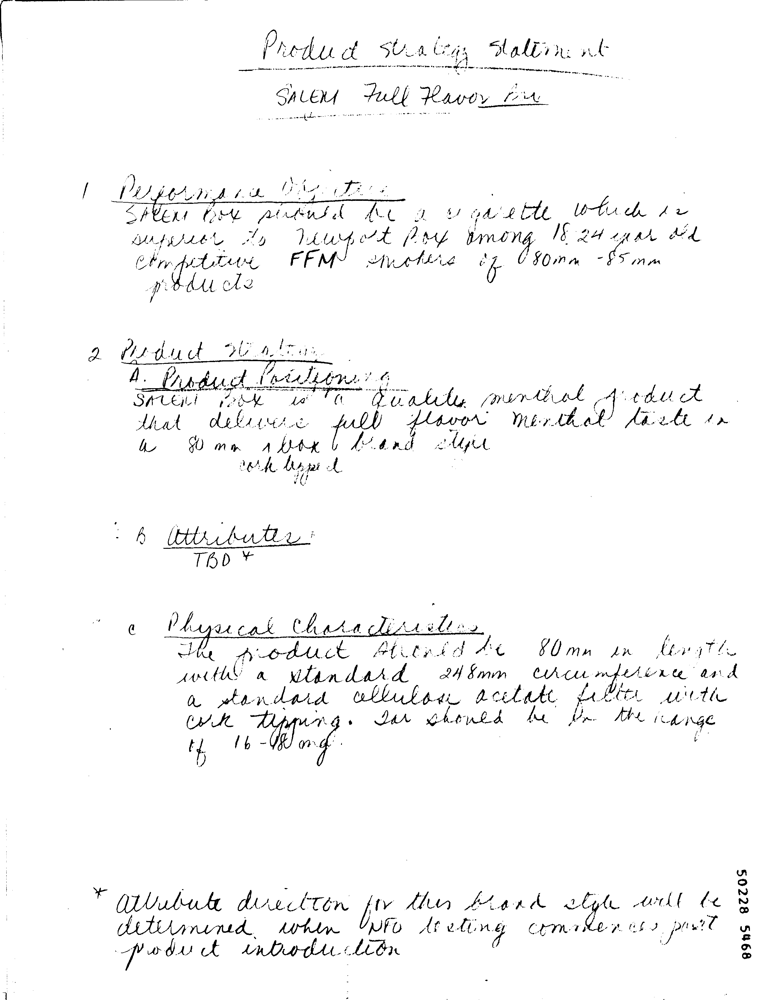 Product Strategy Statement
SALEM Full Flavor Box
1 Performance Objective
SALEM Box should be a cigarette which is
superior to Newport Box among 18-24 year old
competitive FFM smokers of 80mm -85mm
products
2 Product Strategy
A. Product Positioning
SALEM Box is a quality menthol product
that delivers full flavor menthol taste in
a 80 mm box brand style
cork tipped
B Attributes
TBD *
C Physical Characteristics
The product should be 80mm in length
with a standard 248mm circumference and
a standard cellulose acetate filter with
cork tipping. Tar should be in the range
of 16-18 mg.
* Attribute direction for this brand style will be
determined when NFO testing commences post
product introduction
50228 5468